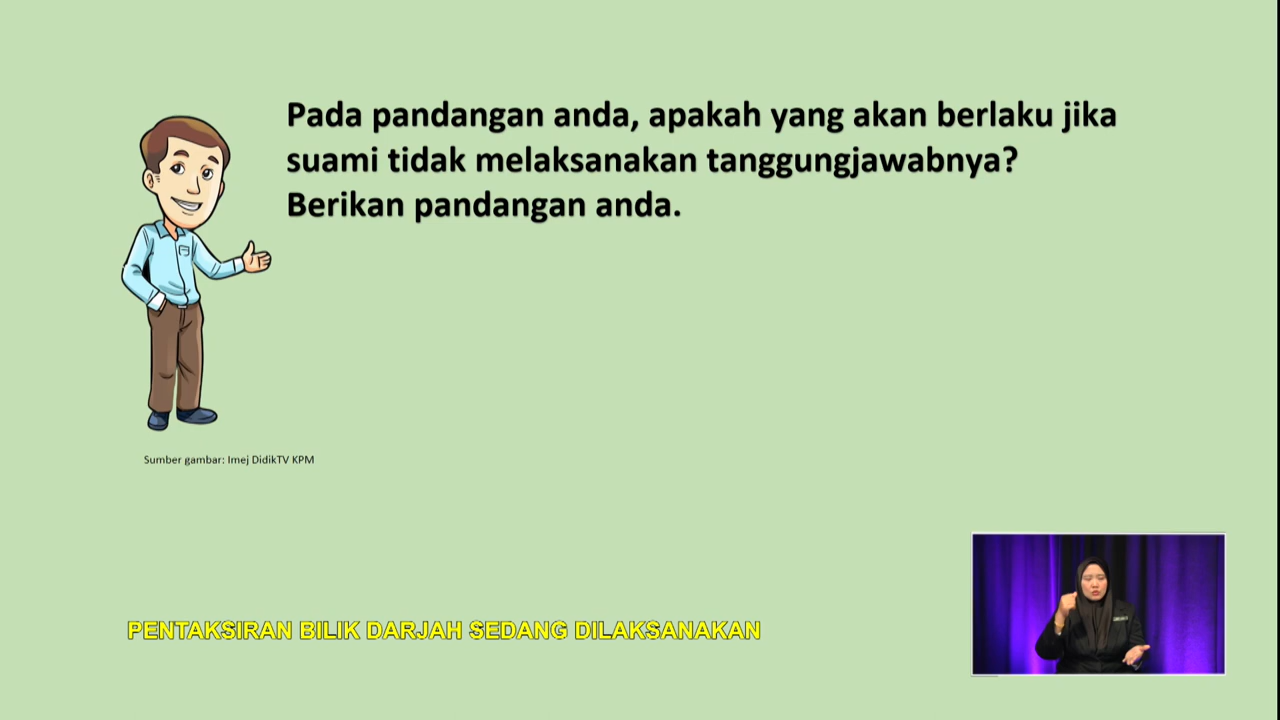 Pada pandangan anda, apakah yang akan berlaku jika
suami tidak melaksanakan tanggungjawabnya?
Berikan pandangan anda.
Sumber gambar: Imej DidikTV KPM
PENTAKSIRAN BILIK DARJAH SEDANG DILAKSANAKAN